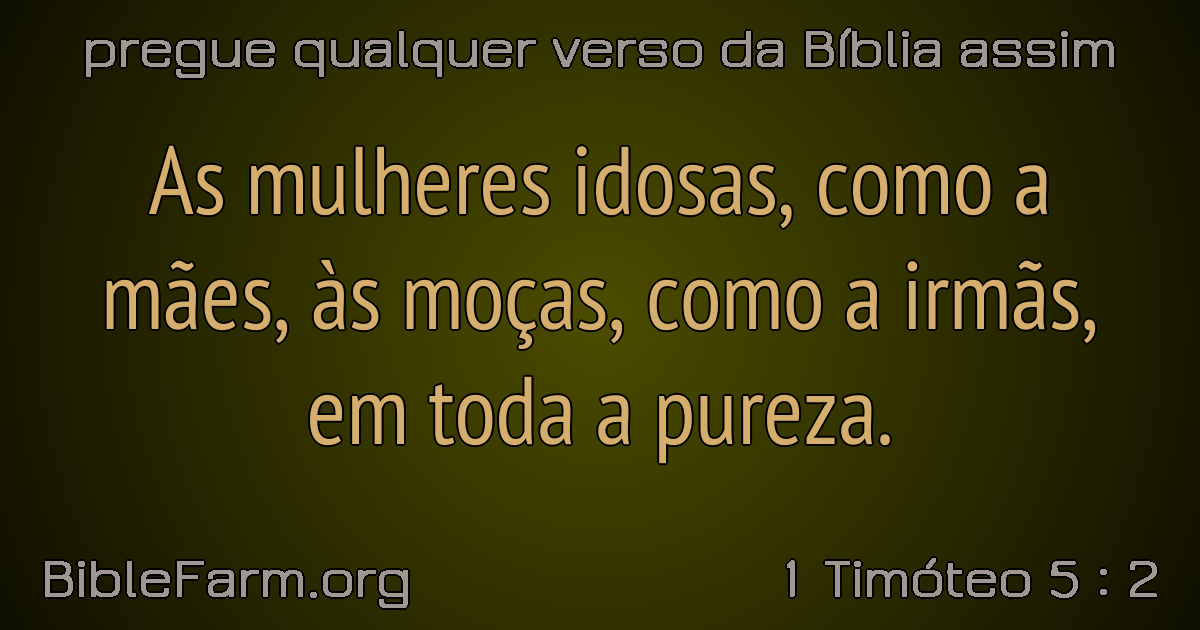 pregue qualquer verso da Bíblia assim
As mulheres idosas, como a
mães, às moças, como a irmãs,
em toda a pureza.
BibleFarm.org
1 Timóteo 5 : 2